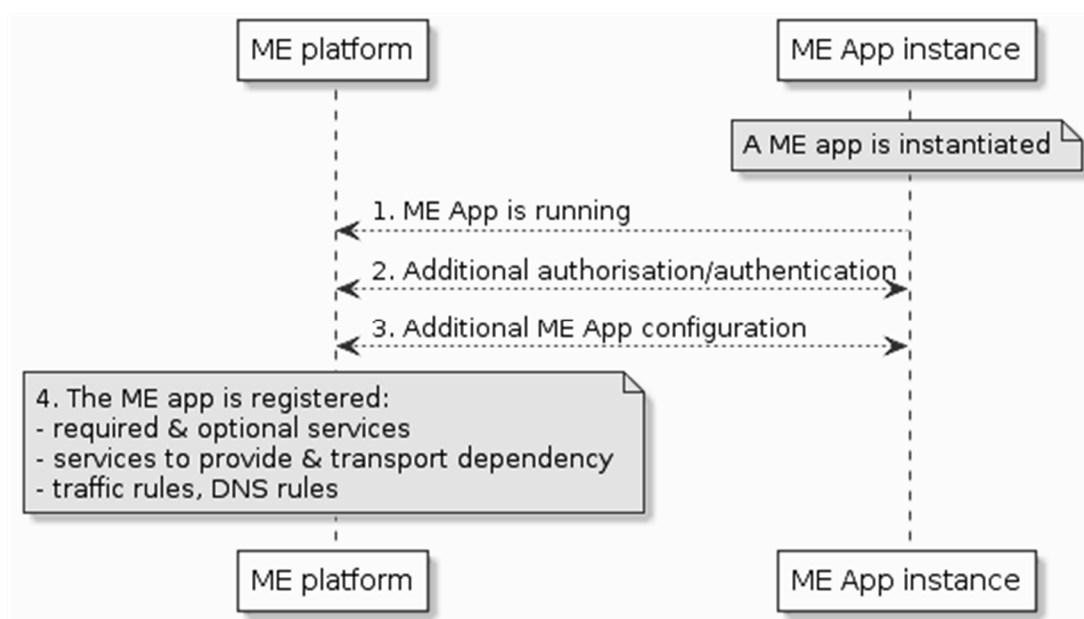 ME platform
ME App instance
A ME app is instantiated
1. ME App is running
2. Additional authorisation/authentication
3. Additional ME App configuration
4. The ME app is registered:
- required & optional services
- services to provide & transport dependency
- traffic rules, DNS rules
ME platform
ME App instance